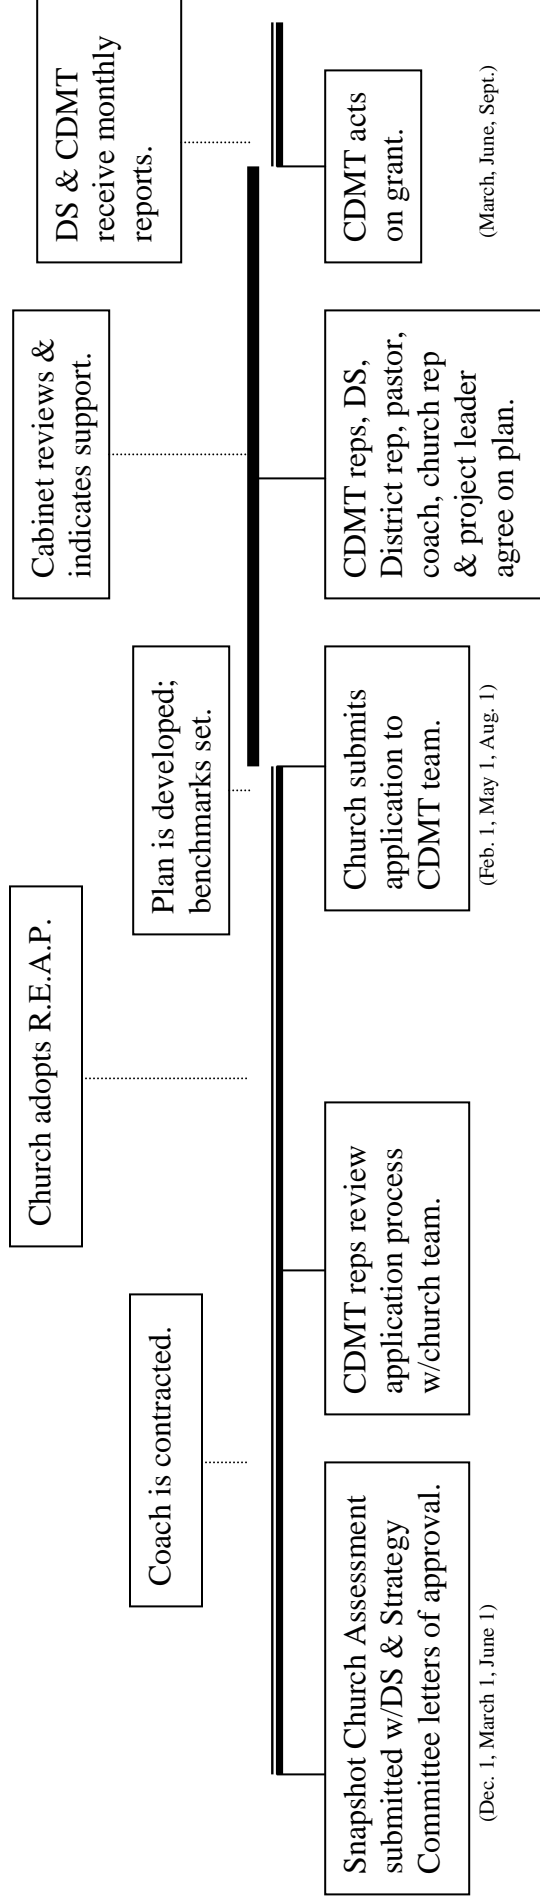 Snapshot Church Assessment
submitted w/DS & Strategy
Committee letters of approval.
(Dec. 1, March 1, June 1)
Coach is contracted.
CDMT reps review
application process
w/church team.
Church adopts R.E.A.P.
Church submits
application to
CDMT team.
(Feb. 1, May 1, Aug. 1)
Plan is developed;
benchmarks set.
Cabinet reviews &
indicates support.
CDMT reps, DS,
District rep, pastor,
coach, church rep
& project leader
agree on plan.
CDMT acts
on grant.
(March, June, Sept.)
DS & CDMT
receive monthly
reports.